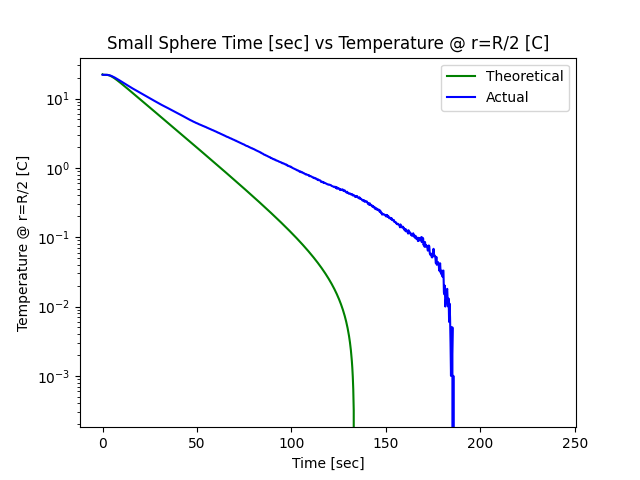 Small Sphere Time [sec] vs Temperature @ r=R/2 [C]
Theoretical
Actual
Temperature @ r=R/2 [C]
10¹
10⁰
10⁻¹
10⁻²
10⁻³
0 50 100 150 200 250
Time [sec]